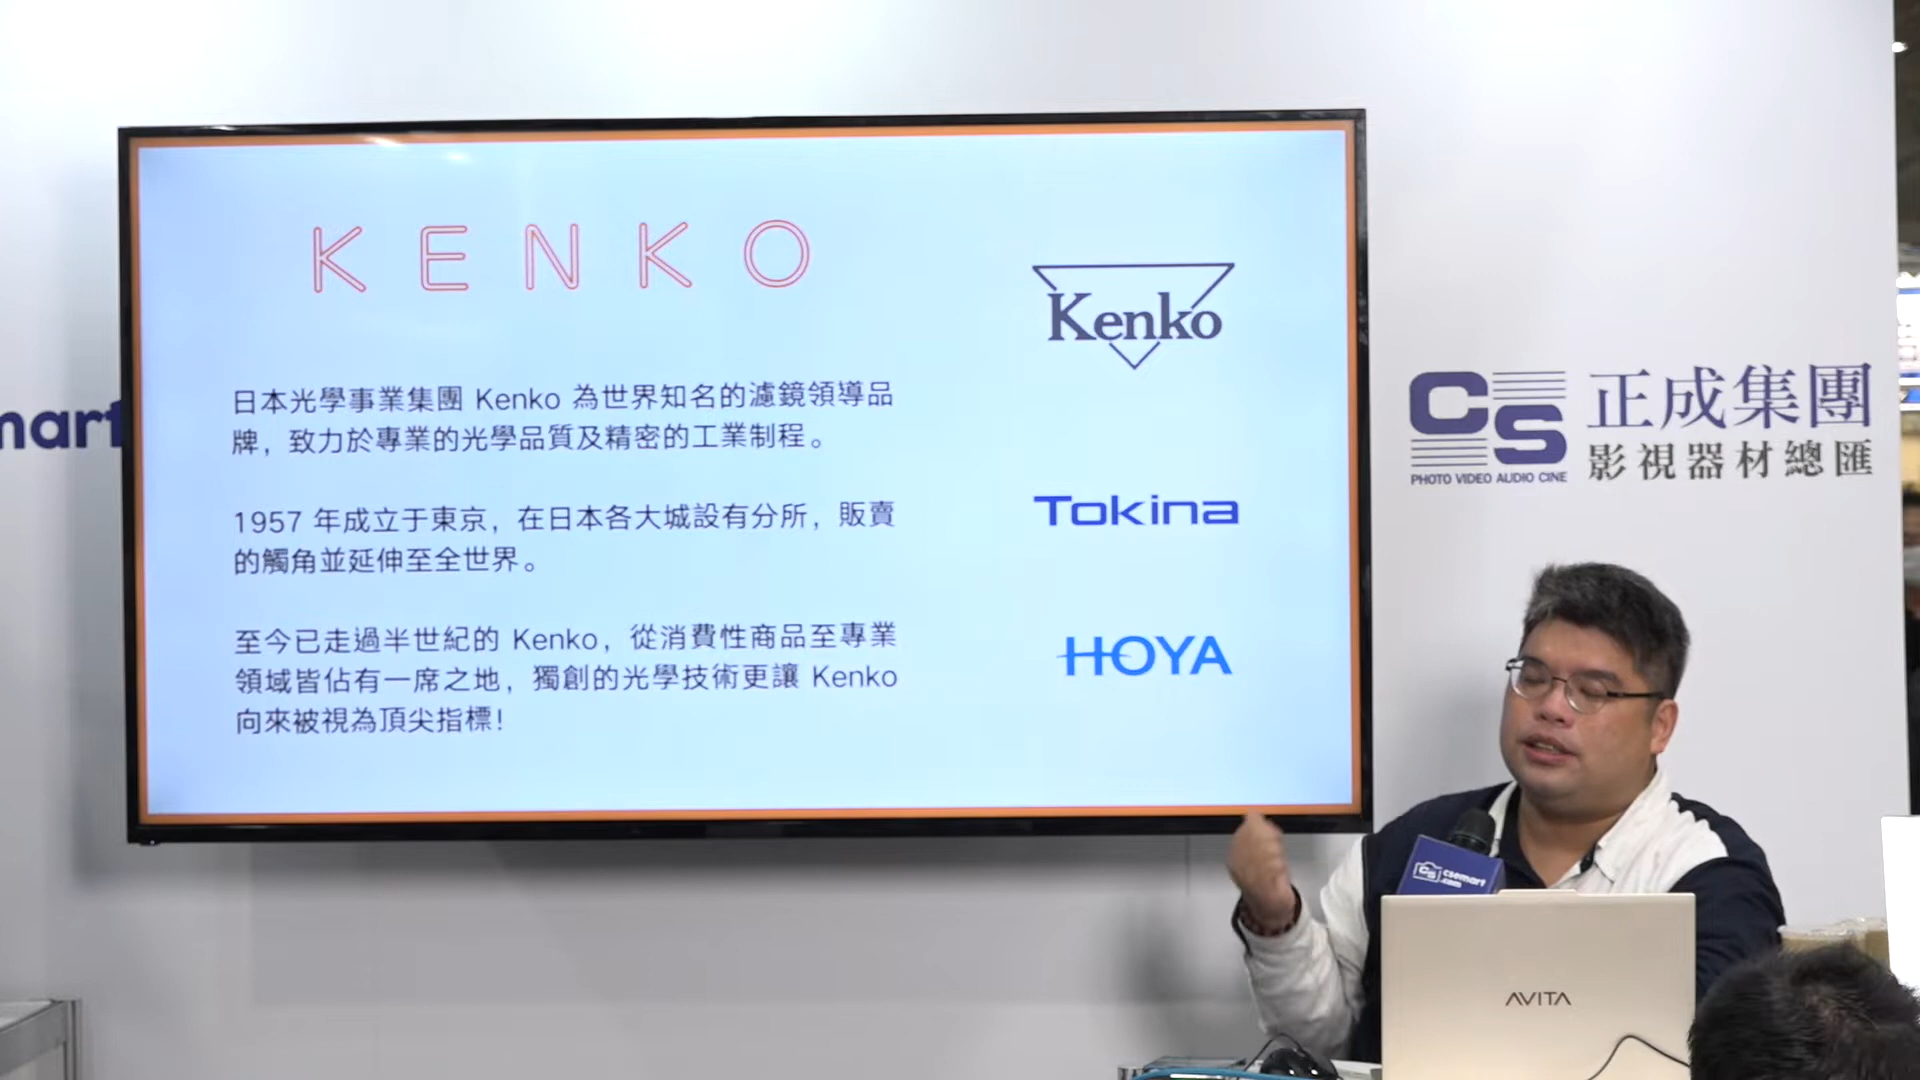 KENKO
日本光學事業集團 Kenko 為世界知名的濾鏡領導品
牌，致力於專業的光學品質及精密的工業制程。
1957 年成立于東京，在日本各大城設有分所，販賣
的觸角並延伸至全世界。
至今已走過半世紀的 Kenko，從消費性商品至專業
領域皆佔有一席之地，獨創的光學技術更讓 Kenko
向來被視為頂尖指標！
Kenko
Tokina
HOYA
mart
CS
正成集團
影視器材總匯
PHOTO VIDEO AUDIO CINE
CS csemart
.com
AVITA